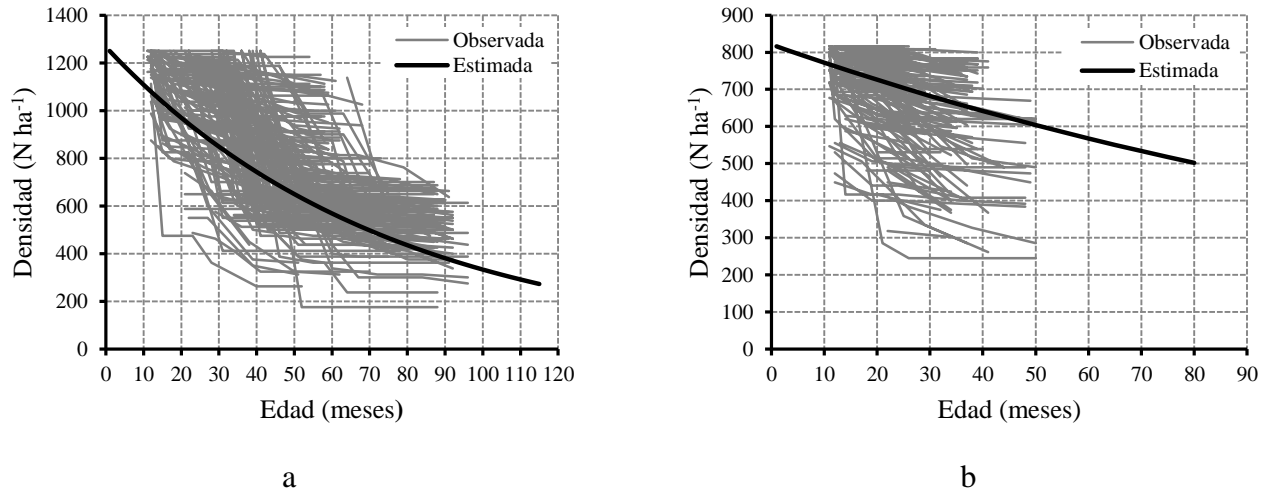 1400
1200
1000
800
600
400
200
0
Densidad (N ha⁻¹)
Observada
Estimada
0 10 20 30 40 50 60 70 80 90 100 110 120
Edad (meses)
a
900
800
700
600
500
400
300
200
100
0
Densidad (N ha⁻¹)
Observada
Estimada
0 10 20 30 40 50 60 70 80 90
Edad (meses)
b